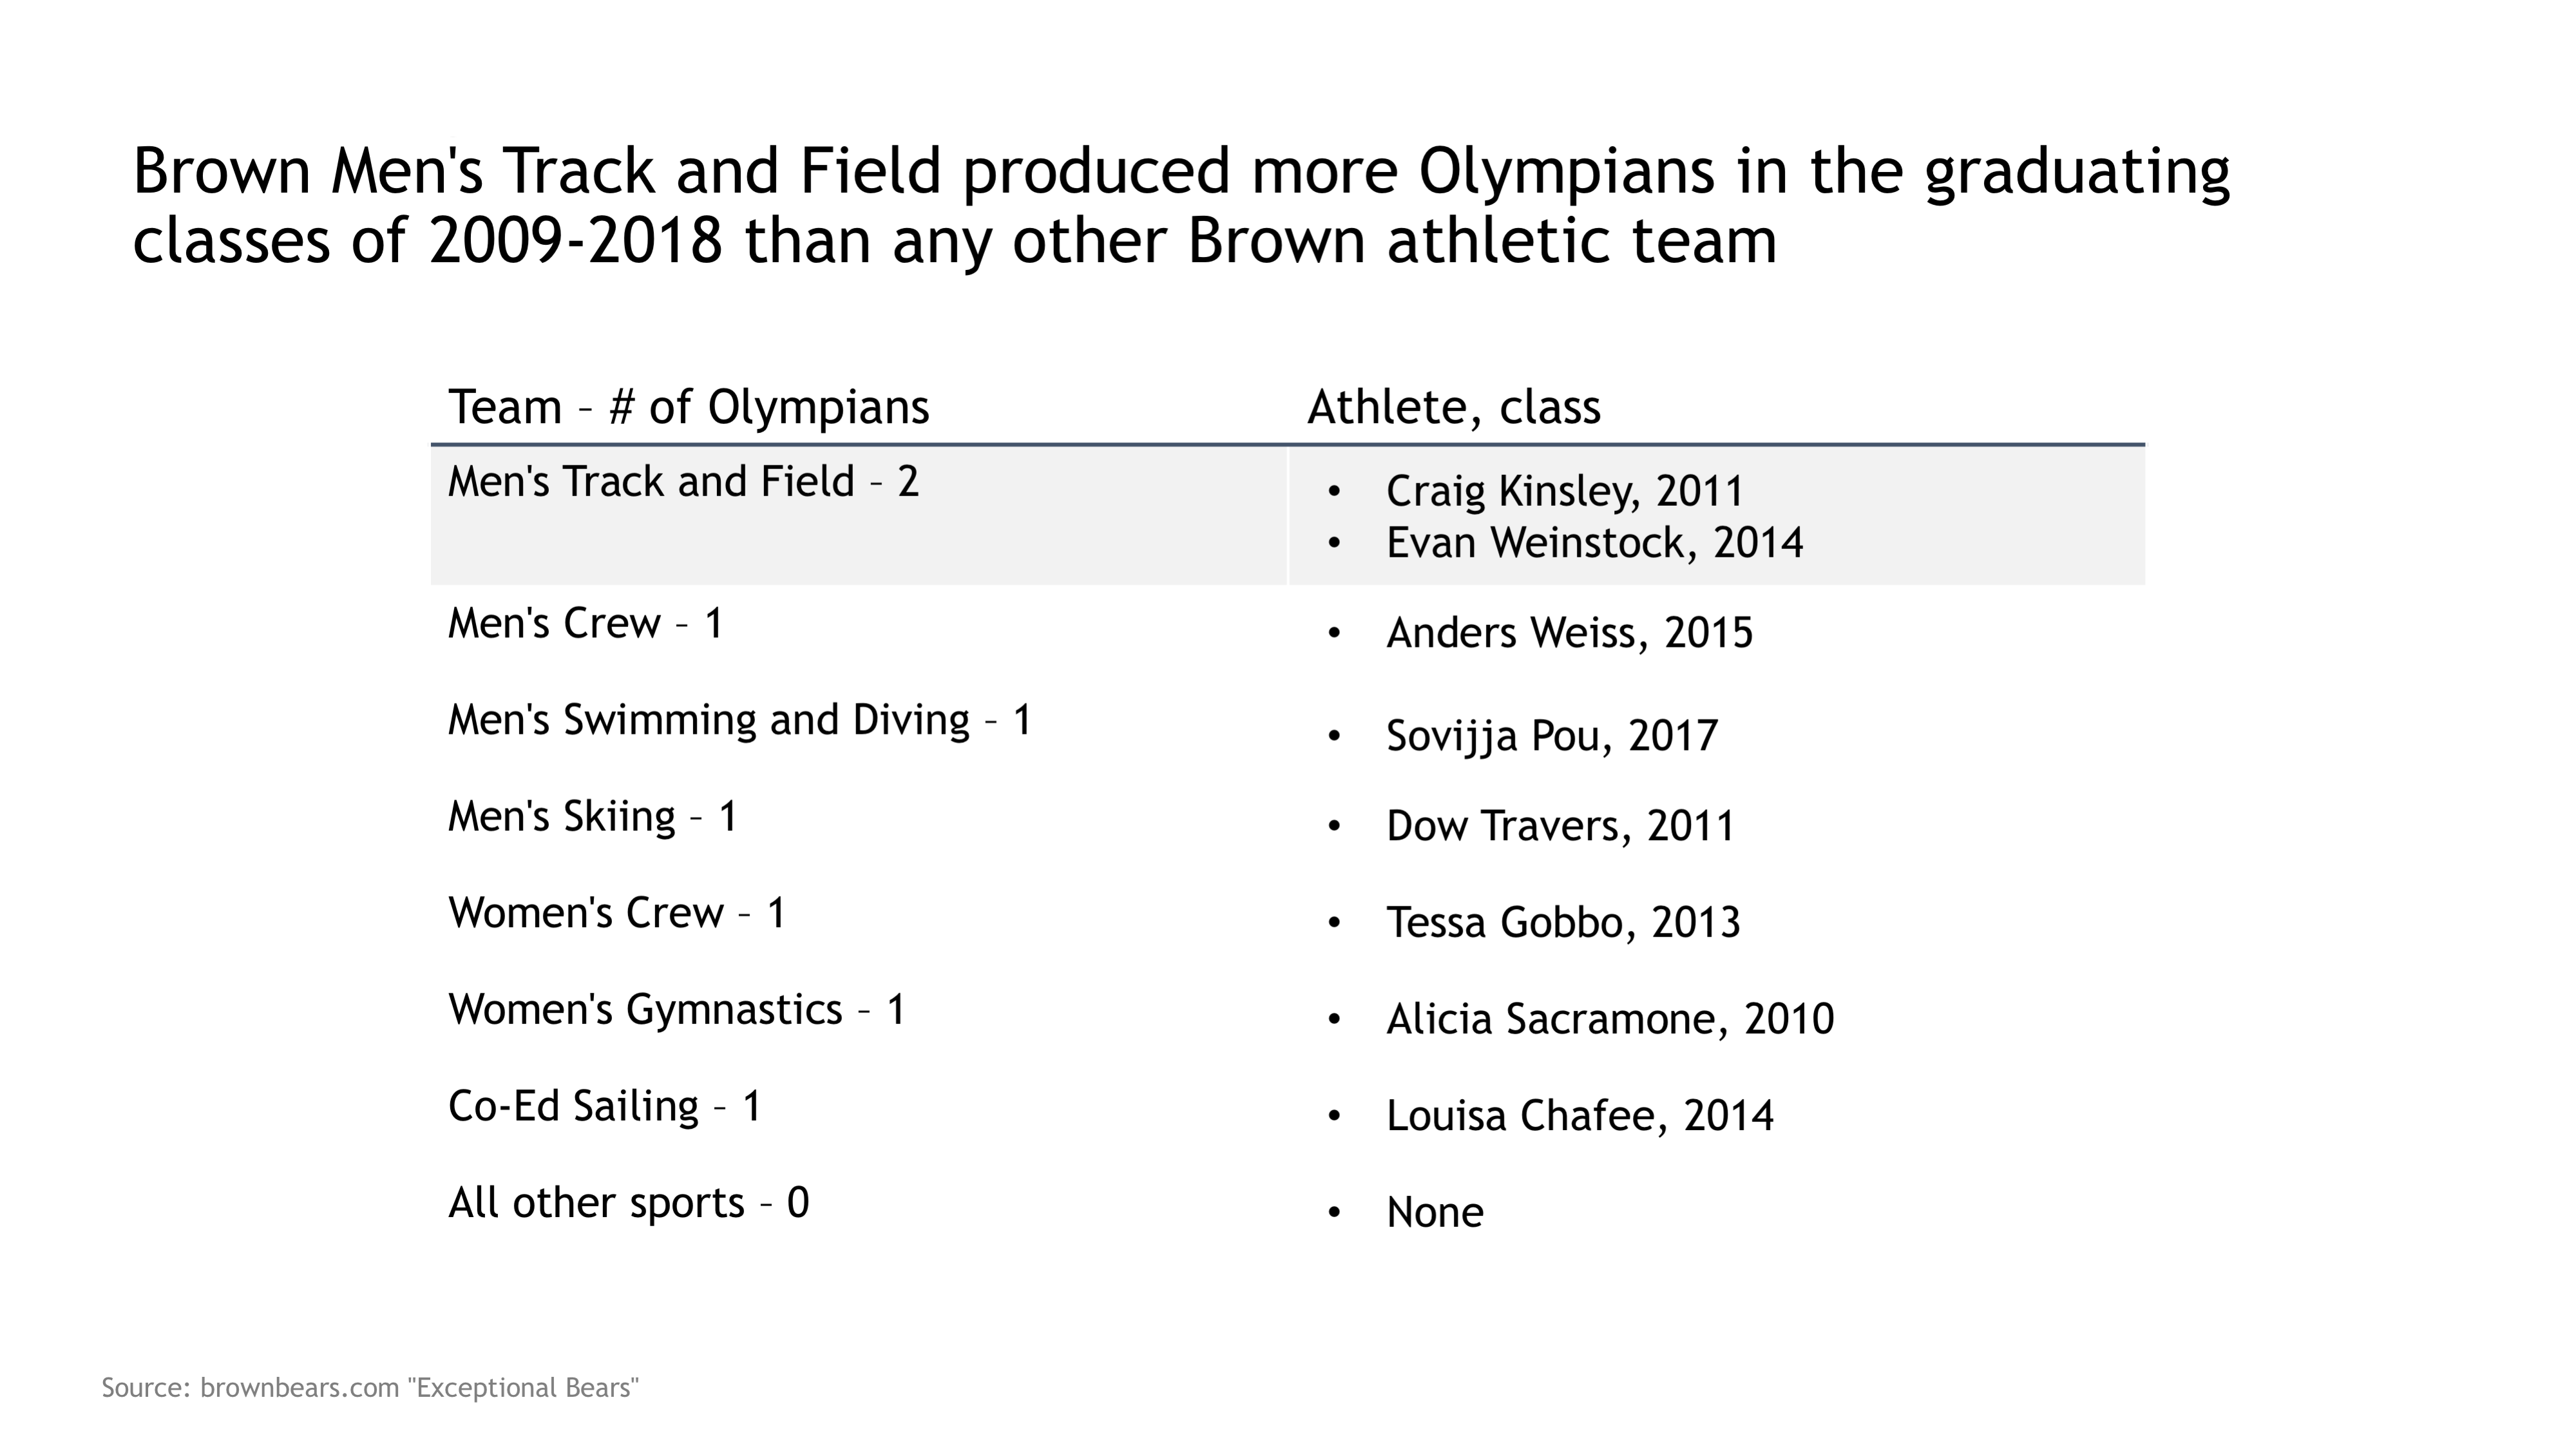 Brown Men's Track and Field produced more Olympians in the graduating
classes of 2009-2018 than any other Brown athletic team
Team – # of Olympians
Athlete, class
Men's Track and Field – 2
• Craig Kinsley, 2011
• Evan Weinstock, 2014
Men's Crew – 1
• Anders Weiss, 2015
Men's Swimming and Diving – 1
• Sovijja Pou, 2017
Men's Skiing – 1
• Dow Travers, 2011
Women's Crew – 1
• Tessa Gobbo, 2013
Women's Gymnastics – 1
• Alicia Sacramone, 2010
Co-Ed Sailing – 1
• Louisa Chafee, 2014
All other sports – 0
• None
Source: brownbears.com "Exceptional Bears"